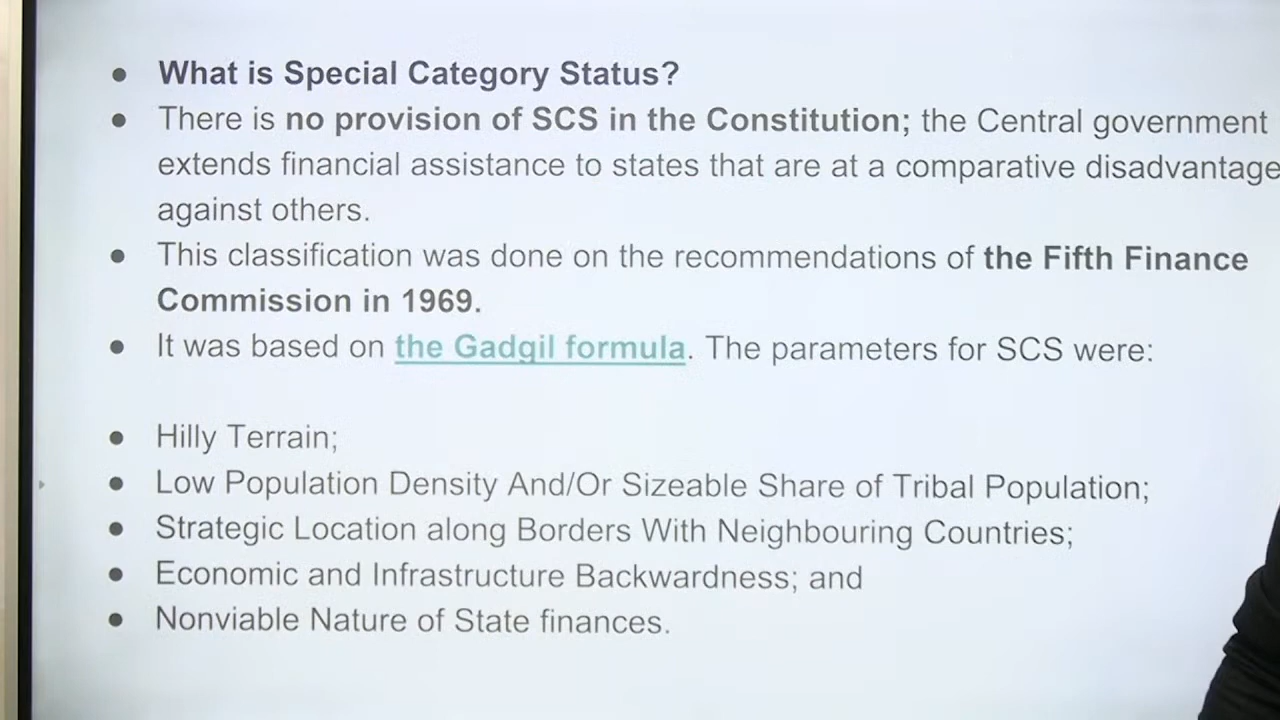 • What is Special Category Status?
• There is no provision of SCS in the Constitution; the Central government
extends financial assistance to states that are at a comparative disadvantage
against others.
• This classification was done on the recommendations of the Fifth Finance
Commission in 1969.
• It was based on the Gadgil formula. The parameters for SCS were:
• Hilly Terrain;
• Low Population Density And/Or Sizeable Share of Tribal Population;
• Strategic Location along Borders With Neighbouring Countries;
• Economic and Infrastructure Backwardness; and
• Nonviable Nature of State finances.